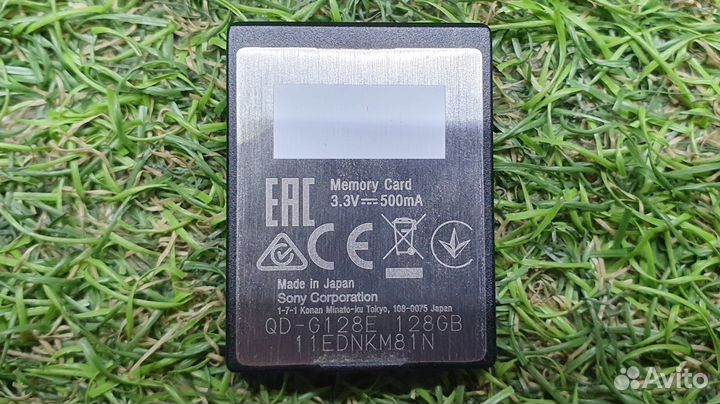 Memory Card
EAC 3.3V 500mA
CE
Made in Japan
Sony Corporation
1-7-1 Konan Minato-ku Tokyo, 108-0075 Japan
QD-G128E 128GB
11EDNKM81N
Avito